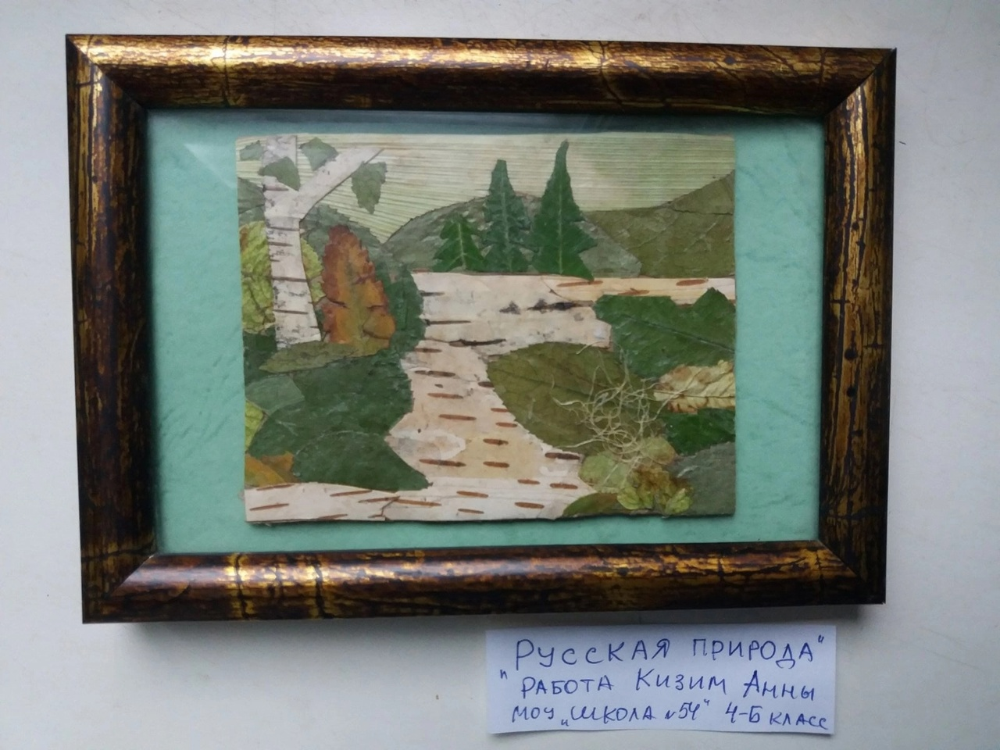 "Русская природа"
"Работа Кизим Анны
МОУ "Школа №54" 4-Б класс